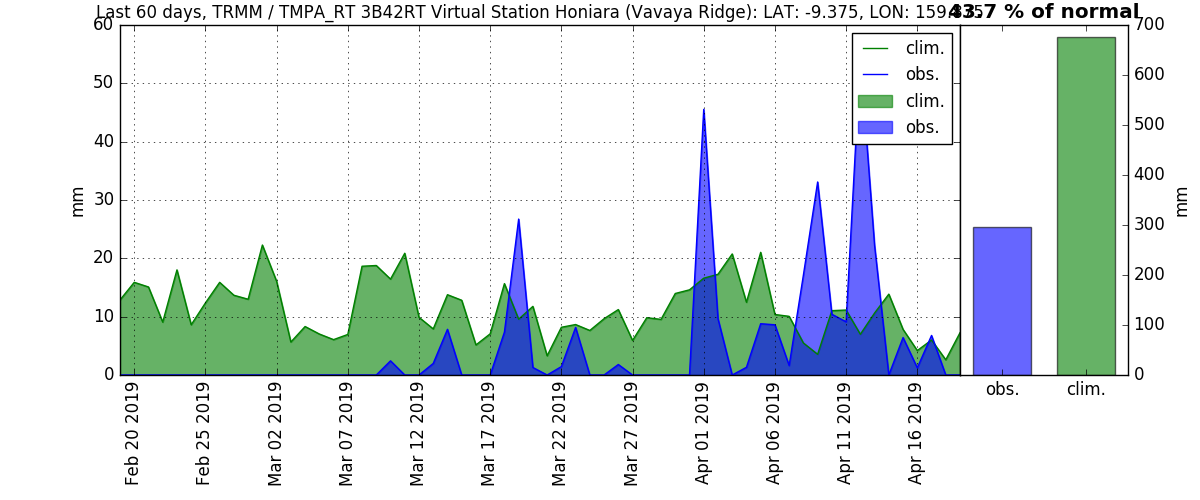 Last 60 days, TRMM / TMPA_RT 3B42RT Virtual Station Honiara (Vavaya Ridge): LAT: -9.375, LON:
43.7 % of normal
60
50
40
30
20
10
0
mm
clim.
obs.
clim.
obs.
700
600
500
400
300
200
100
0
mm
obs.
clim.
Feb 20 2019
Feb 25 2019
Mar 02 2019
Mar 07 2019
Mar 12 2019
Mar 17 2019
Mar 22 2019
Mar 27 2019
Apr 01 2019
Apr 06 2019
Apr 11 2019
Apr 16 2019